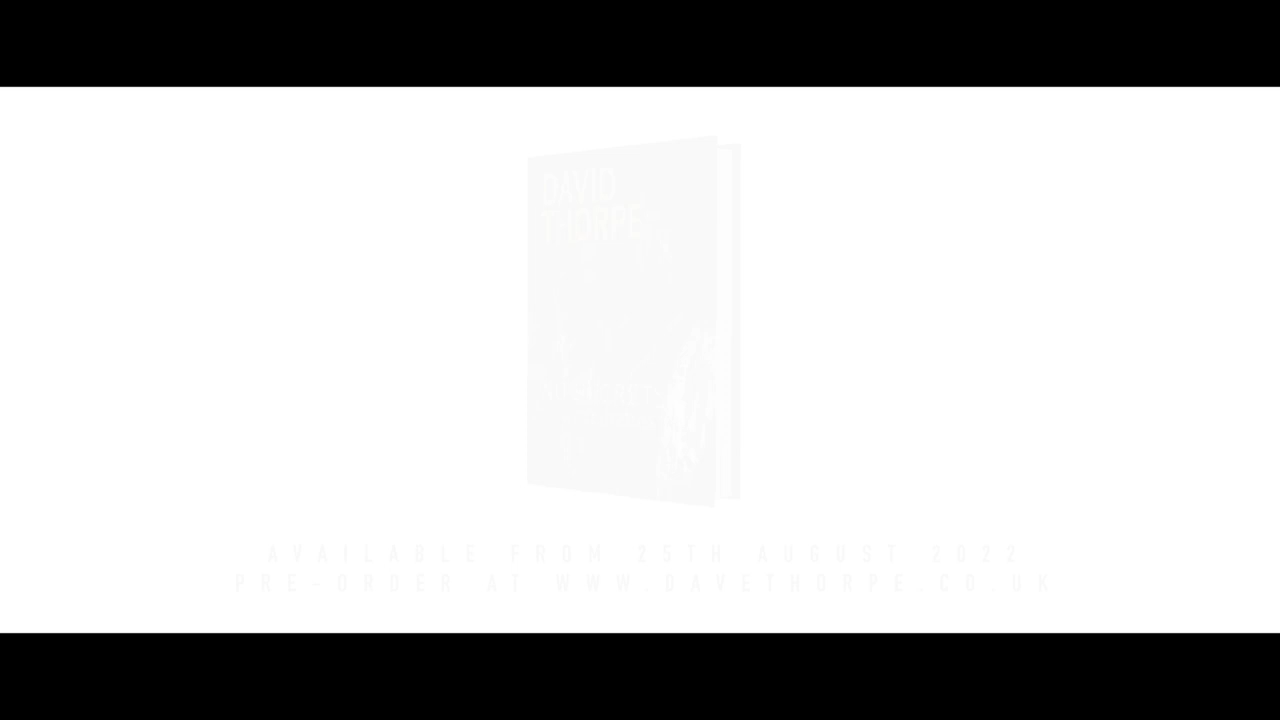 DAVID
THORPE
AVAILABLE FROM 25TH AUGUST 2022
PRE-ORDER AT WWW.DAVETHORPE.CO.UK